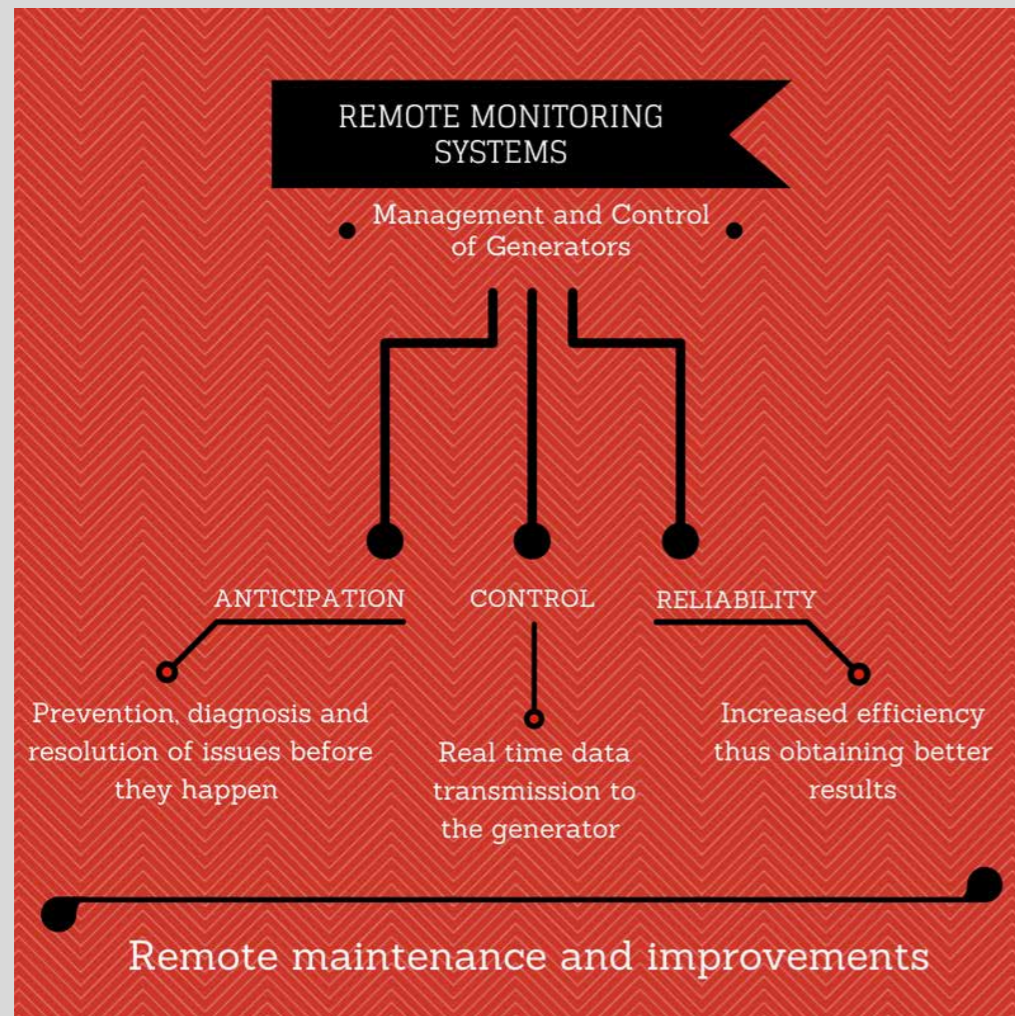 REMOTE MONITORING
SYSTEMS
Management and Control
of Generators
ANTICIPATION
CONTROL
RELIABILITY
Prevention, diagnosis and
resolution of issues before
they happen
Real time data
transmission to
the generator
Increased efficiency
thus obtaining better
results
Remote maintenance and improvements